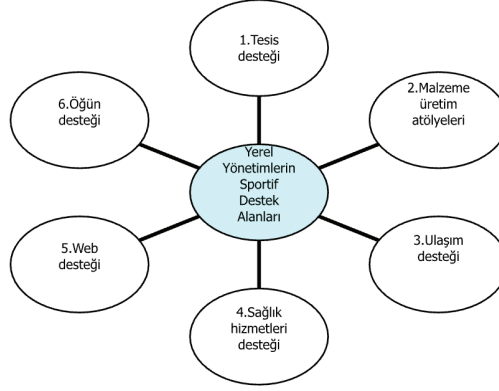 1.Tesis
desteği
2.Malzeme
üretim
atölyeleri
3.Ulaşım
desteği
4.Sağlık
hizmetleri
desteği
5.Web
desteği
6.Öğün
desteği
Yerel
Yönetimlerin
Sportif
Destek
Alanları